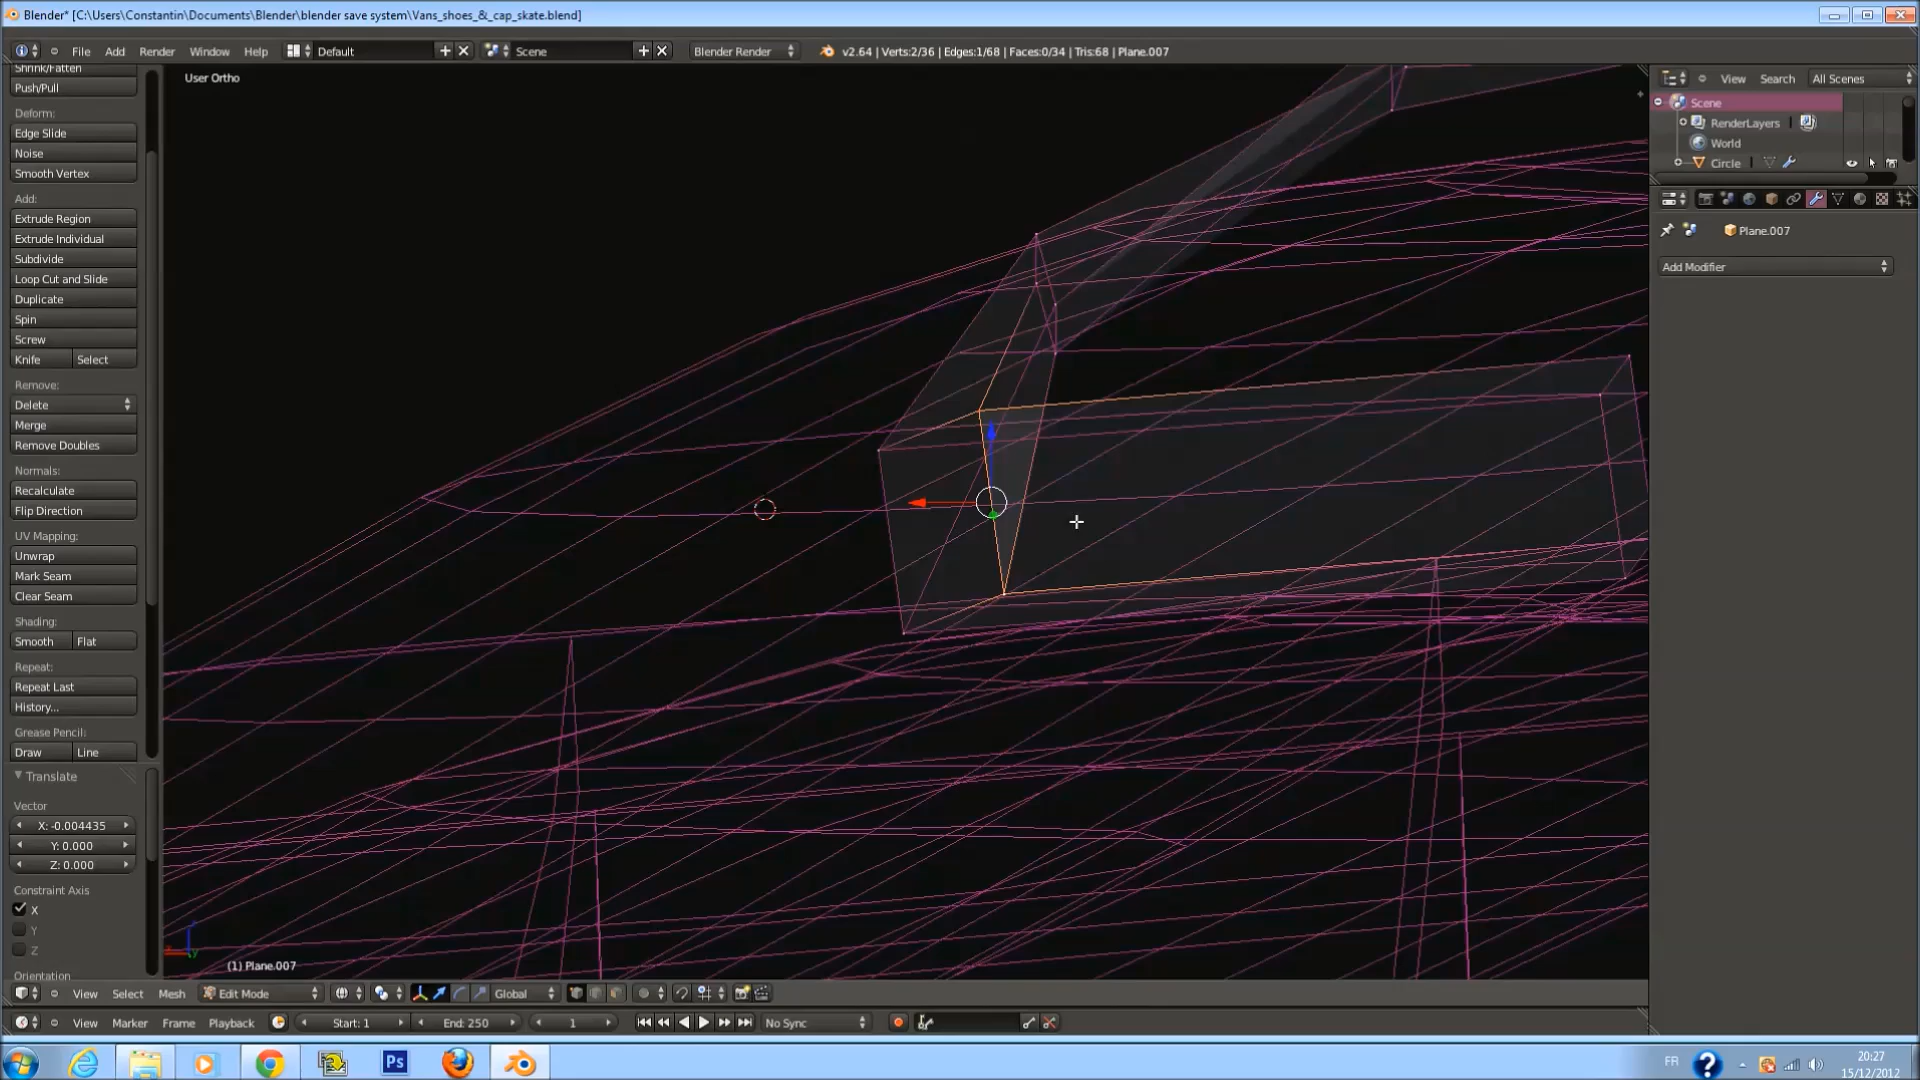 Blender* [C:\Users\Constantin\Documents\Blender\blender save system\Vans_shoes_&_cap_skate.blend]
File Add Render Window Help Default Scene Blender Render v2.64 | Verts:2/36 | Edges:1/68 | Faces:0/34 | Tris:68 | Plane.007
Shrink/Fatten
Push/Pull
Deform:
Edge Slide
Noise
Smooth Vertex
Add:
Extrude Region
Extrude Individual
Subdivide
Loop Cut and Slide
Duplicate
Spin
Screw
Knife Select
Remove:
Delete
Merge
Remove Doubles
Normals:
Recalculate
Flip Direction
UV Mapping:
Unwrap
Mark Seam
Clear Seam
Shading:
Smooth Flat
Repeat:
Repeat Last
History...
Grease Pencil:
Draw Line
Translate
Vector
X: -0.004435
Y: 0.000
Z: 0.000
Constraint Axis
X
Y
Z
Orientation
User Ortho
(1) Plane.007
View Search All Scenes
Scene
RenderLayers
World
Circle
Plane.007
Add Modifier
View Select Mesh Edit Mode Global
View Marker Frame Playback Start: 1 End: 250 1 No Sync
Ps
FR
20:27
15/12/2012